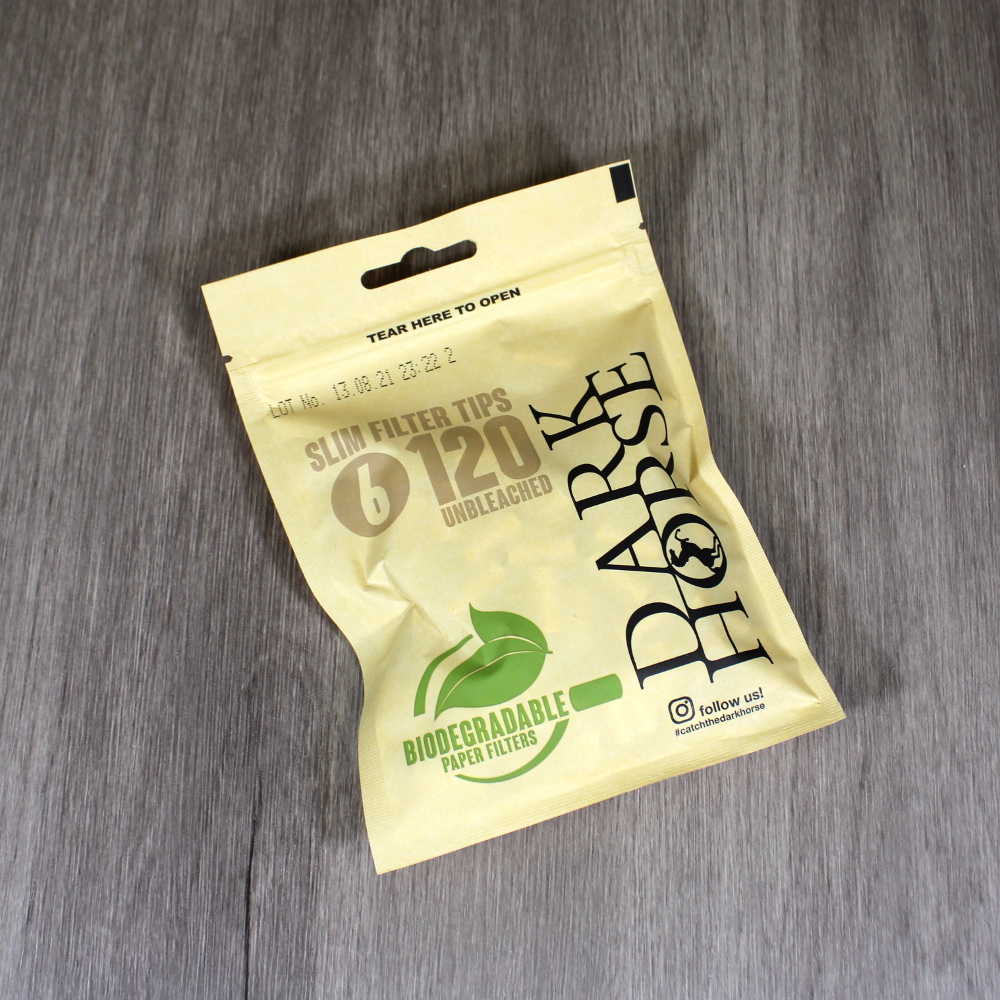 TEAR HERE TO OPEN
LOT No. 13.08.21 23:22 2
SLIM FILTER TIPS
6 120
UNBLEACHED
DARK
HORSE
BIODEGRADABLE
PAPER FILTERS
follow us!
#catchthedarkhorse